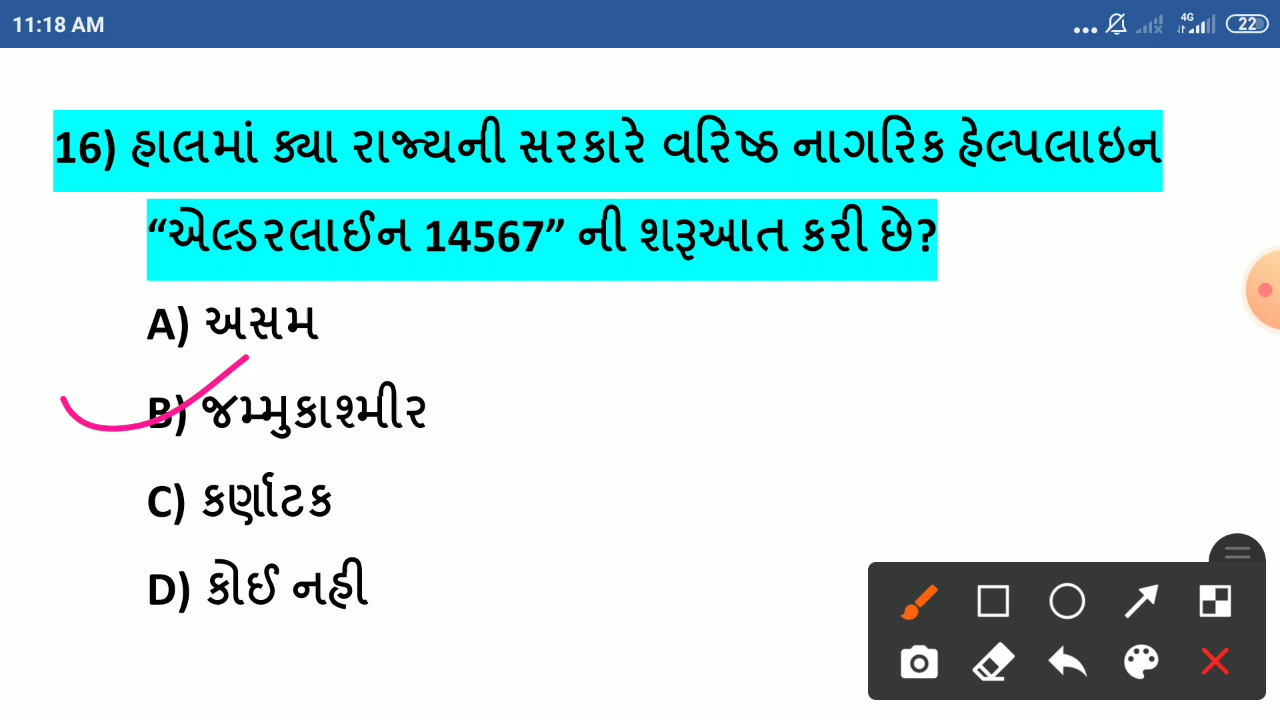 11:18 AM
4G
22
16) હાલમાં ક્યા રાજ્યની સરકારે વરિષ્ઠ નાગરિક હેલ્પલાઇન
“એલ્ડરલાઈન 14567” ની શરૂઆત કરી છે?
A) અસમ
B) જમ્મુકાશ્મીર
C) કર્ણાટક
D) કોઈ નહી